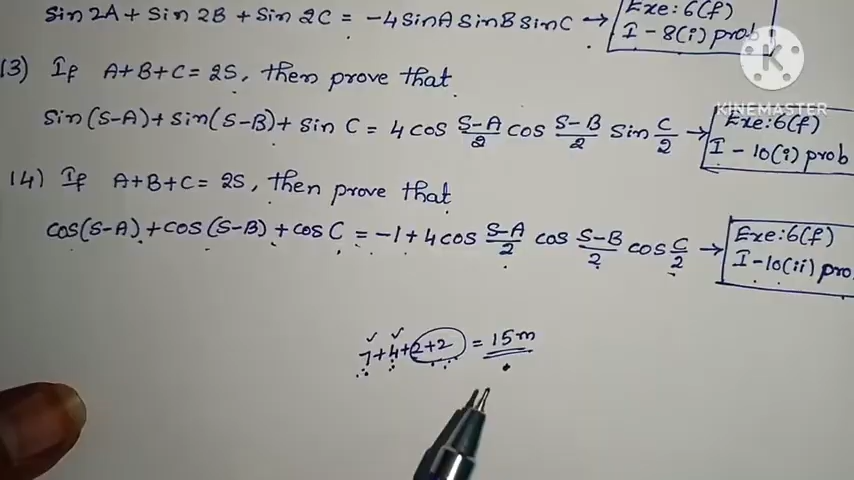 Sin 2A + Sin 2B + Sin 2C = -4 SinA SinB SinC → Exe: 6(f)
I - 8(i) prob
13) If A+B+C = 2S, then prove that
Sin(S-A) + Sin(S-B) + Sin C = 4 cos (S-A)/2 cos (S-B)/2 Sin C/2 → Exe: 6(f)
I - 10(i) prob
14) If A+B+C = 2S, then prove that
cos(S-A) + cos(S-B) + cos C = -1 + 4 cos (S-A)/2 cos (S-B)/2 cos C/2 → Exe: 6(f)
I - 10(ii) pro
7+4+2+2 = 15m
K
KINEMASTER